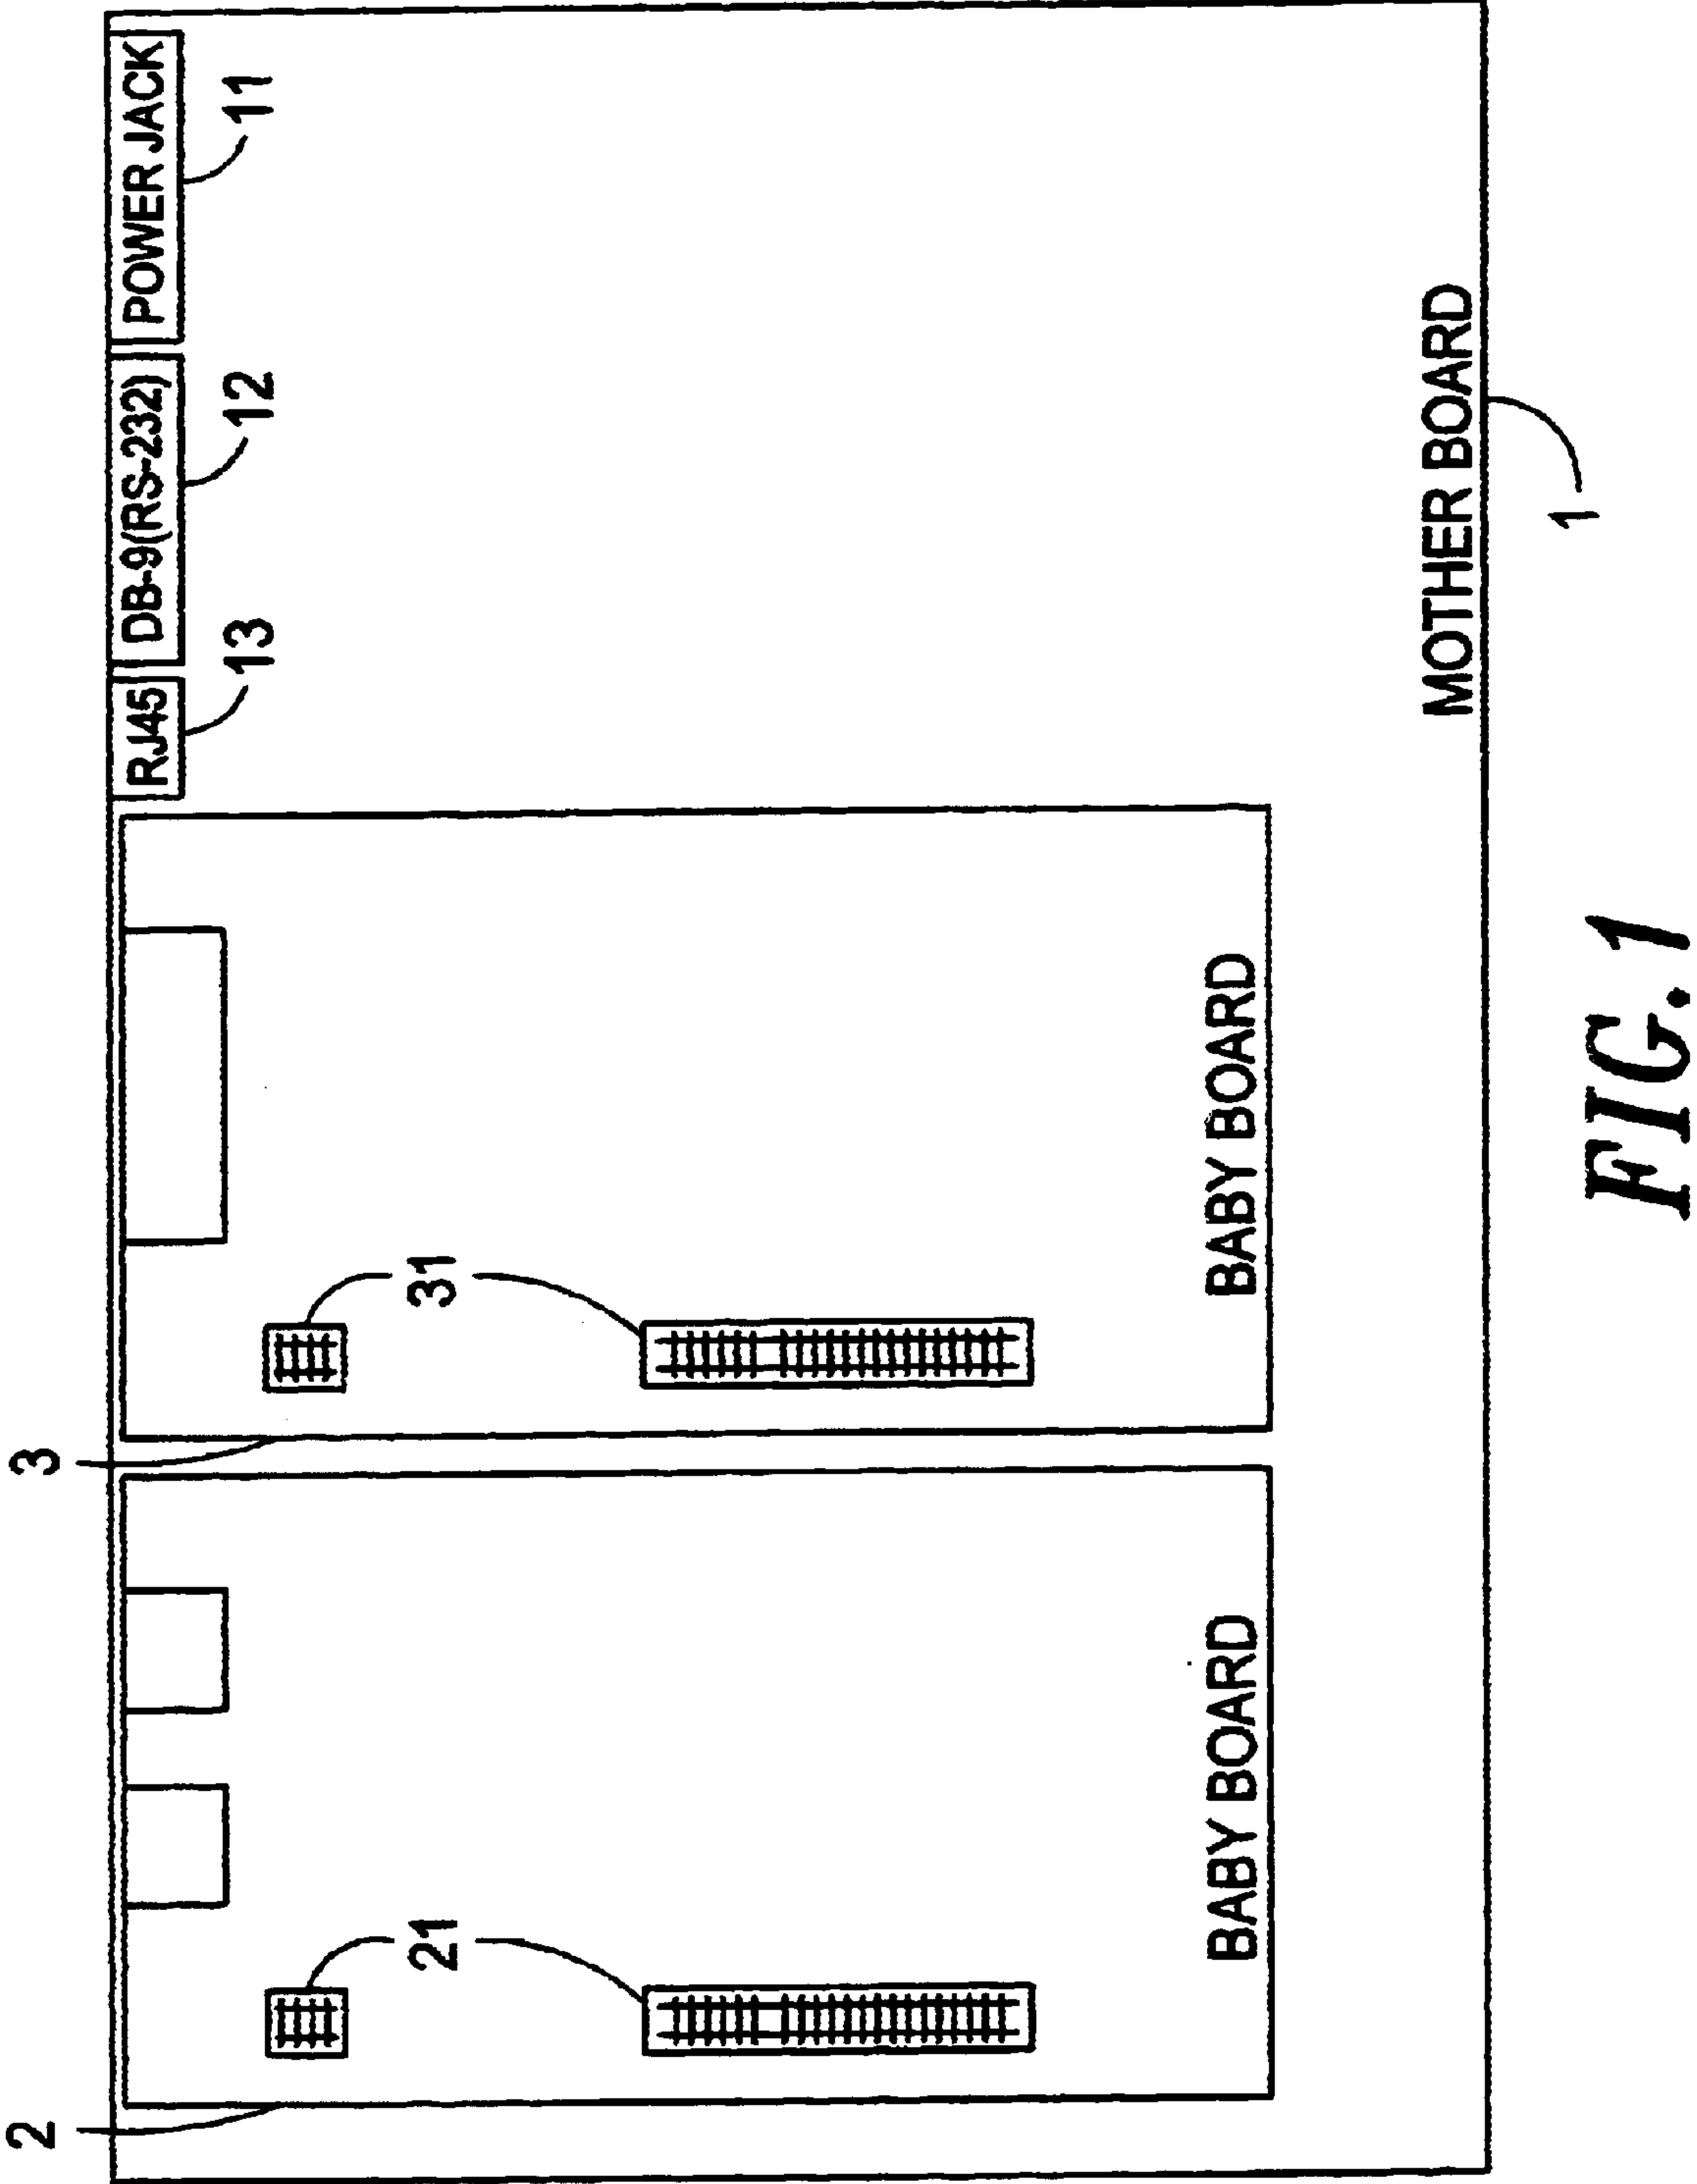 RJ45
DB-9(RS-232)
POWER JACK
2
3
13
12
11
21
31
BABY BOARD
BABY BOARD
MOTHER BOARD
1
FIG.1